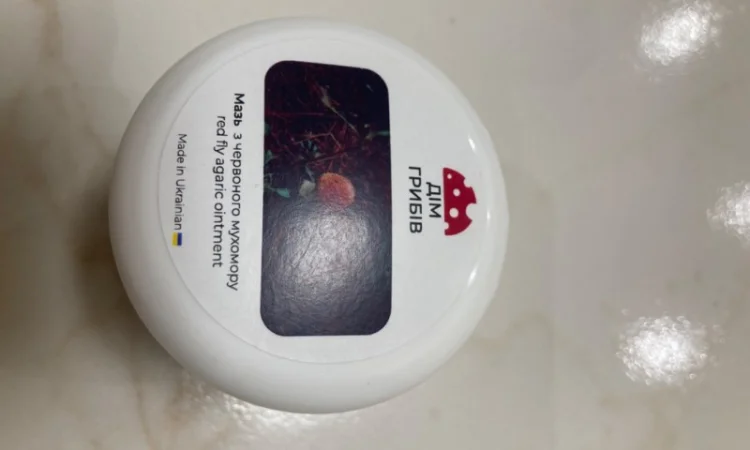 ДІМ
ГРИБІВ
Мазь з червоного мухомору
red fly agaric ointment
Made in Ukrainian